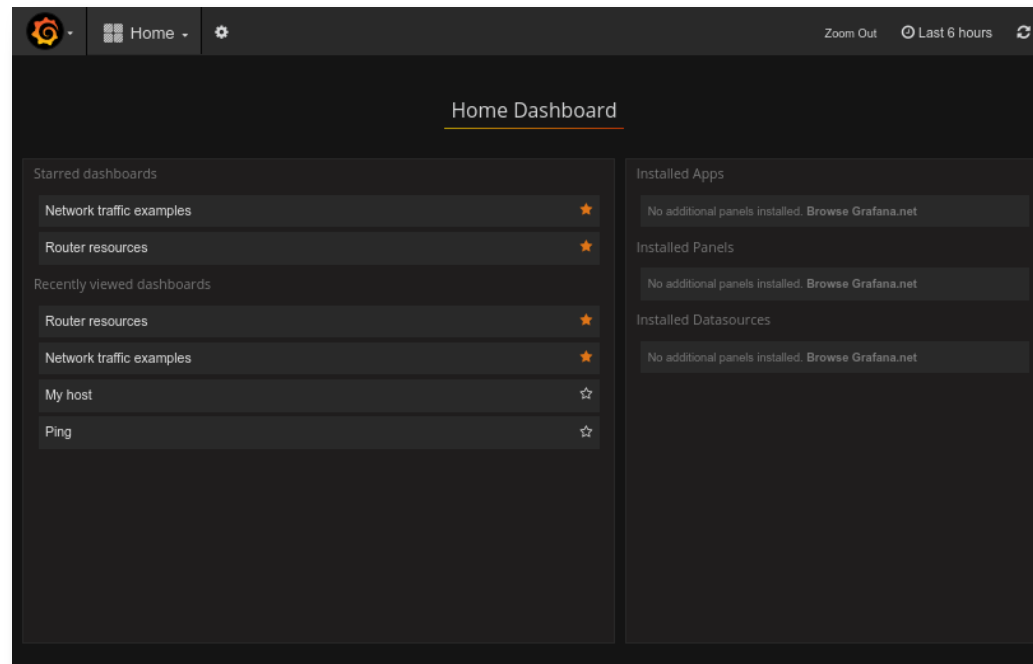 Home
Zoom Out
Last 6 hours
Home Dashboard
Starred dashboards
Network traffic examples
Router resources
Recently viewed dashboards
Router resources
Network traffic examples
My host
Ping
Installed Apps
No additional panels installed. Browse Grafana.net
Installed Panels
No additional panels installed. Browse Grafana.net
Installed Datasources
No additional panels installed. Browse Grafana.net